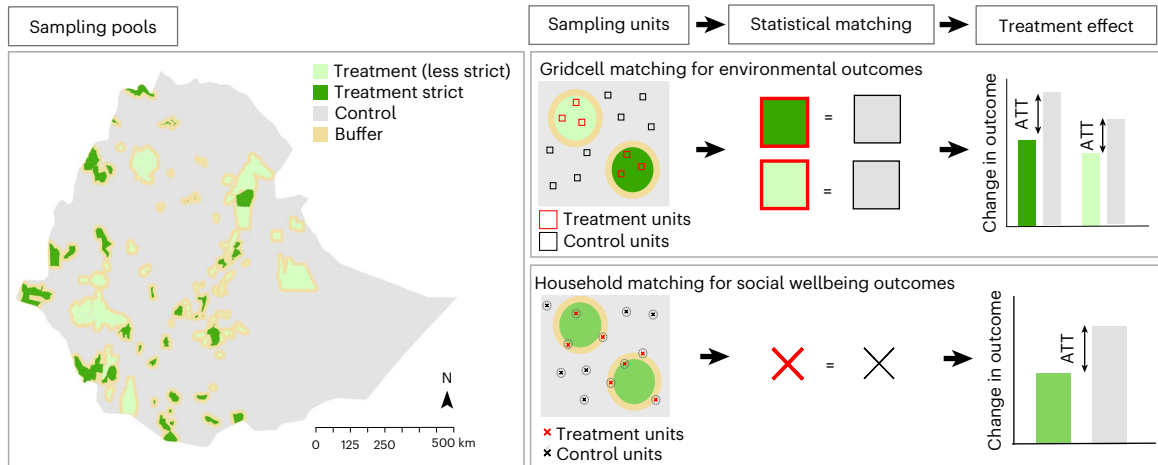 Sampling pools
Treatment (less strict)
Treatment strict
Control
Buffer
N
0 125 250 500 km
Sampling units
Statistical matching
Treatment effect
Gridcell matching for environmental outcomes
Treatment units
Control units
=
=
Change in outcome
ATT
ATT
Household matching for social wellbeing outcomes
Treatment units
Control units
=
Change in outcome
ATT